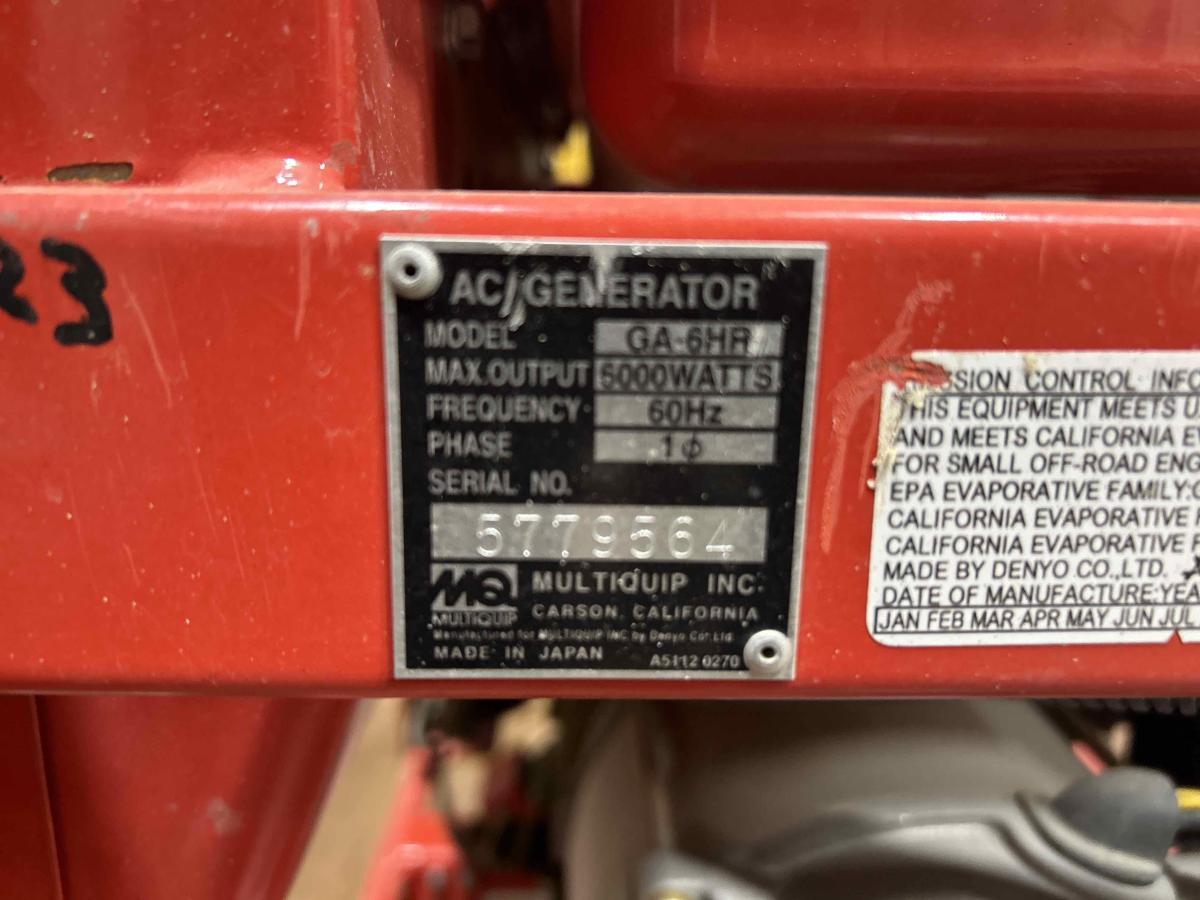 AC/GENERATOR
MODEL GA-6HR
MAX.OUTPUT 5000WATTS
FREQUENCY 60Hz
PHASE 1ϕ
SERIAL NO.
5779564
MQ MULTIQUIP INC.
MULTIQUIP CARSON, CALIFORNIA
Manufactured for MULTIQUIP INC by Denyo Co., Ltd.
MADE IN JAPAN A5112 0270
23
SSION CONTROL INFO
THIS EQUIPMENT MEETS U
AND MEETS CALIFORNIA E
FOR SMALL OFF-ROAD ENG
EPA EVAPORATIVE FAMILY:
CALIFORNIA EVAPORATIVE
CALIFORNIA EVAPORATIVE
MADE BY DENYO CO.,LTD.
DATE OF MANUFACTURE:YEA
JAN FEB MAR APR MAY JUN JUL